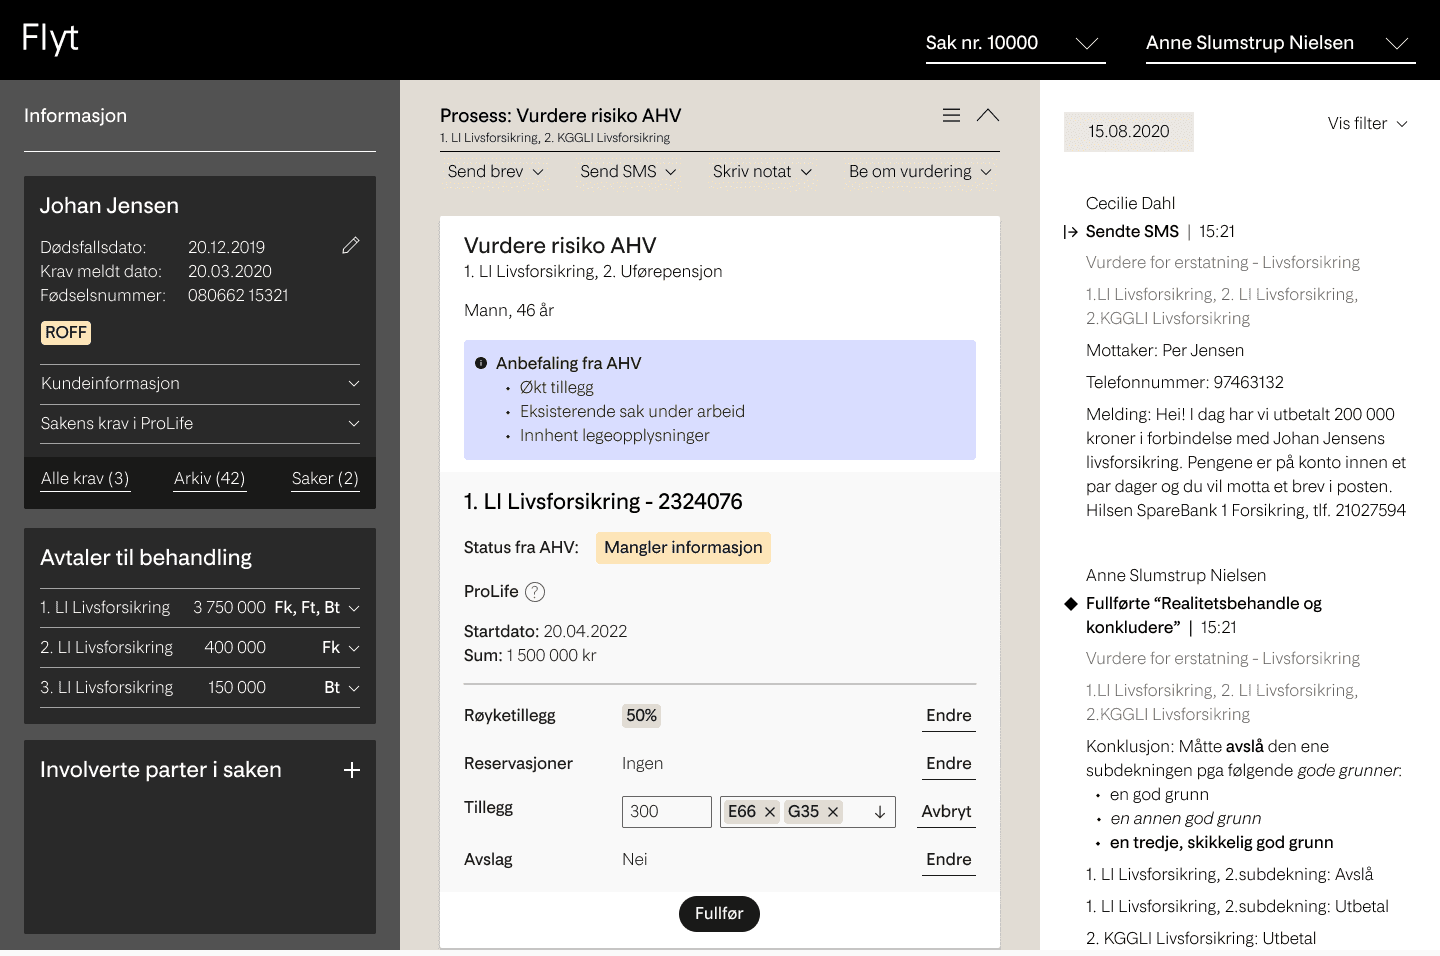 Flyt
Sak nr. 10000
Anne Slumstrup Nielsen
Informasjon
Johan Jensen
Dødsfallsdato: 20.12.2019
Krav meldt dato: 20.03.2020
Fødselsnummer: 080662 15321
ROFF
Kundeinformasjon
Sakens krav i ProLife
Alle krav (3) Arkiv (42) Saker (2)
Avtaler til behandling
1. LI Livsforsikring 3 750 000 Fk, Ft, Bt
2. LI Livsforsikring 400 000 Fk
3. LI Livsforsikring 150 000 Bt
Involverte parter i saken
Prosess: Vurdere risiko AHV
1. LI Livsforsikring, 2. KGGLI Livsforsikring
Send brev Send SMS Skriv notat Be om vurdering
Vurdere risiko AHV
1. LI Livsforsikring, 2. Uførepensjon
Mann, 46 år
Anbefaling fra AHV
• Økt tillegg
• Eksisterende sak under arbeid
• Innhent legeopplysninger
1. LI Livsforsikring - 2324076
Status fra AHV: Mangler informasjon
ProLife ?
Startdato: 20.04.2022
Sum: 1 500 000 kr
Røyketillegg 50% Endre
Reservasjoner Ingen Endre
Tillegg 300 E66 × G35 × Avbryt
Avslag Nei Endre
Fullfør
15.08.2020
Vis filter
Cecilie Dahl
Sendte SMS | 15:21
Vurdere for erstatning - Livsforsikring
1.LI Livsforsikring, 2. LI Livsforsikring,
2.KGGLI Livsforsikring
Mottaker: Per Jensen
Telefonnummer: 97463132
Melding: Hei! I dag har vi utbetalt 200 000
kroner i forbindelse med Johan Jensens
livsforsikring. Pengene er på konto innen et
par dager og du vil motta et brev i posten.
Hilsen SpareBank 1 Forsikring, tlf. 21027594
Anne Slumstrup Nielsen
Fullførte “Realitetsbehandle og
konkludere” | 15:21
Vurdere for erstatning - Livsforsikring
1.LI Livsforsikring, 2. LI Livsforsikring,
2.KGGLI Livsforsikring
Konklusjon: Måtte avslå den ene
subdekningen pga følgende gode grunner:
• en god grunn
• en annen god grunn
• en tredje, skikkelig god grunn
1. LI Livsforsikring, 2.subdekning: Avslå
1. LI Livsforsikring, 2.subdekning: Utbetal
2. KGGLI Livsforsikring: Utbetal